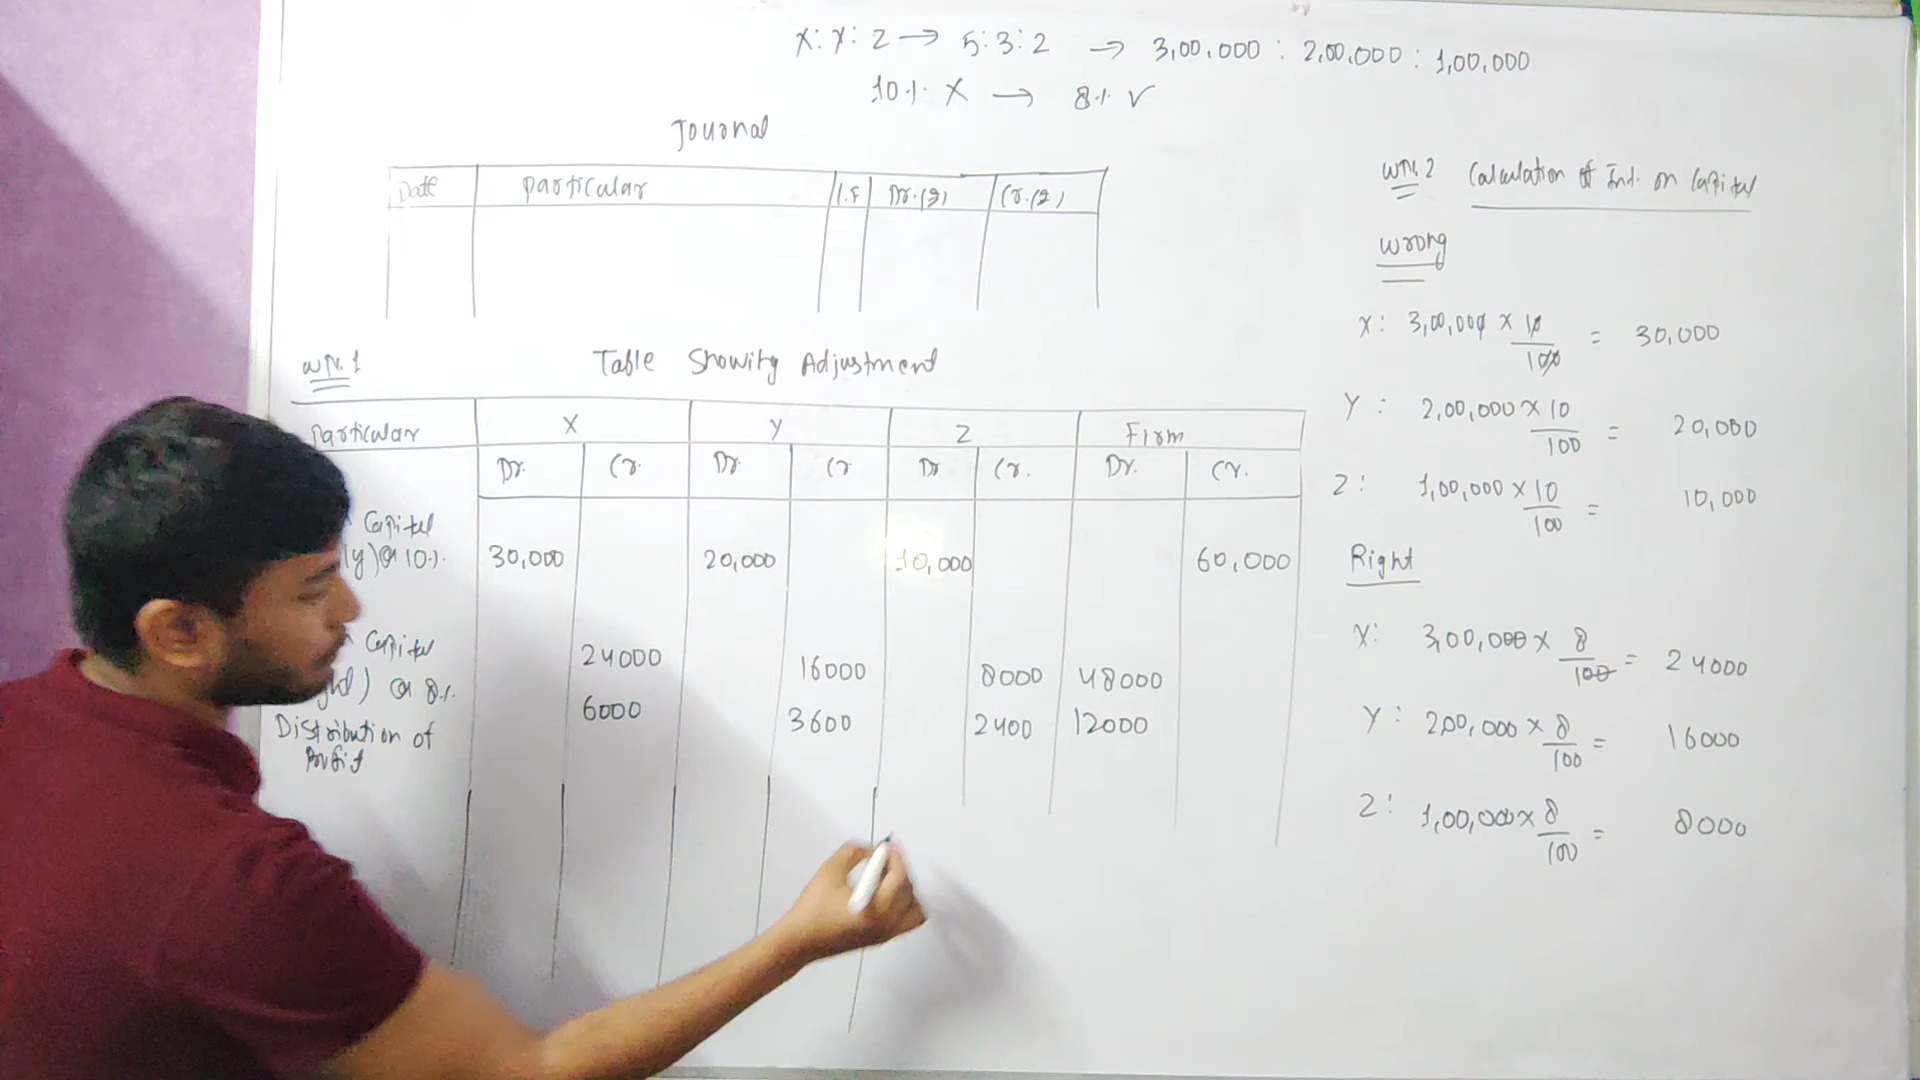 X : Y : Z → 5 : 3 : 2 → 3,00,000 : 2,00,000 : 1,00,000
10% X → 8% ✓
Journal
Date Particular L.F Dr.(₹) Cr.(₹)
WN.1 Table Showing Adjustment
Particular X Y Z Firm
Dr. Cr. Dr. Cr. Dr Cr. Dr. Cr.
Capital
@ 10%. 30,000 20,000 10,000 60,000
Capital 24000 16000 8000 48000
@ 8%.
Distribution of 6000 3600 2400 12000
Profit
WN.2 Calculation of Int. on Capital
Wrong
X : 3,00,000 × 10/100 = 30,000
Y : 2,00,000 × 10/100 = 20,000
Z : 1,00,000 × 10/100 = 10,000
Right
X : 3,00,000 × 8/100 = 24000
Y : 2,00,000 × 8/100 = 16000
Z : 1,00,000 × 8/100 = 8000